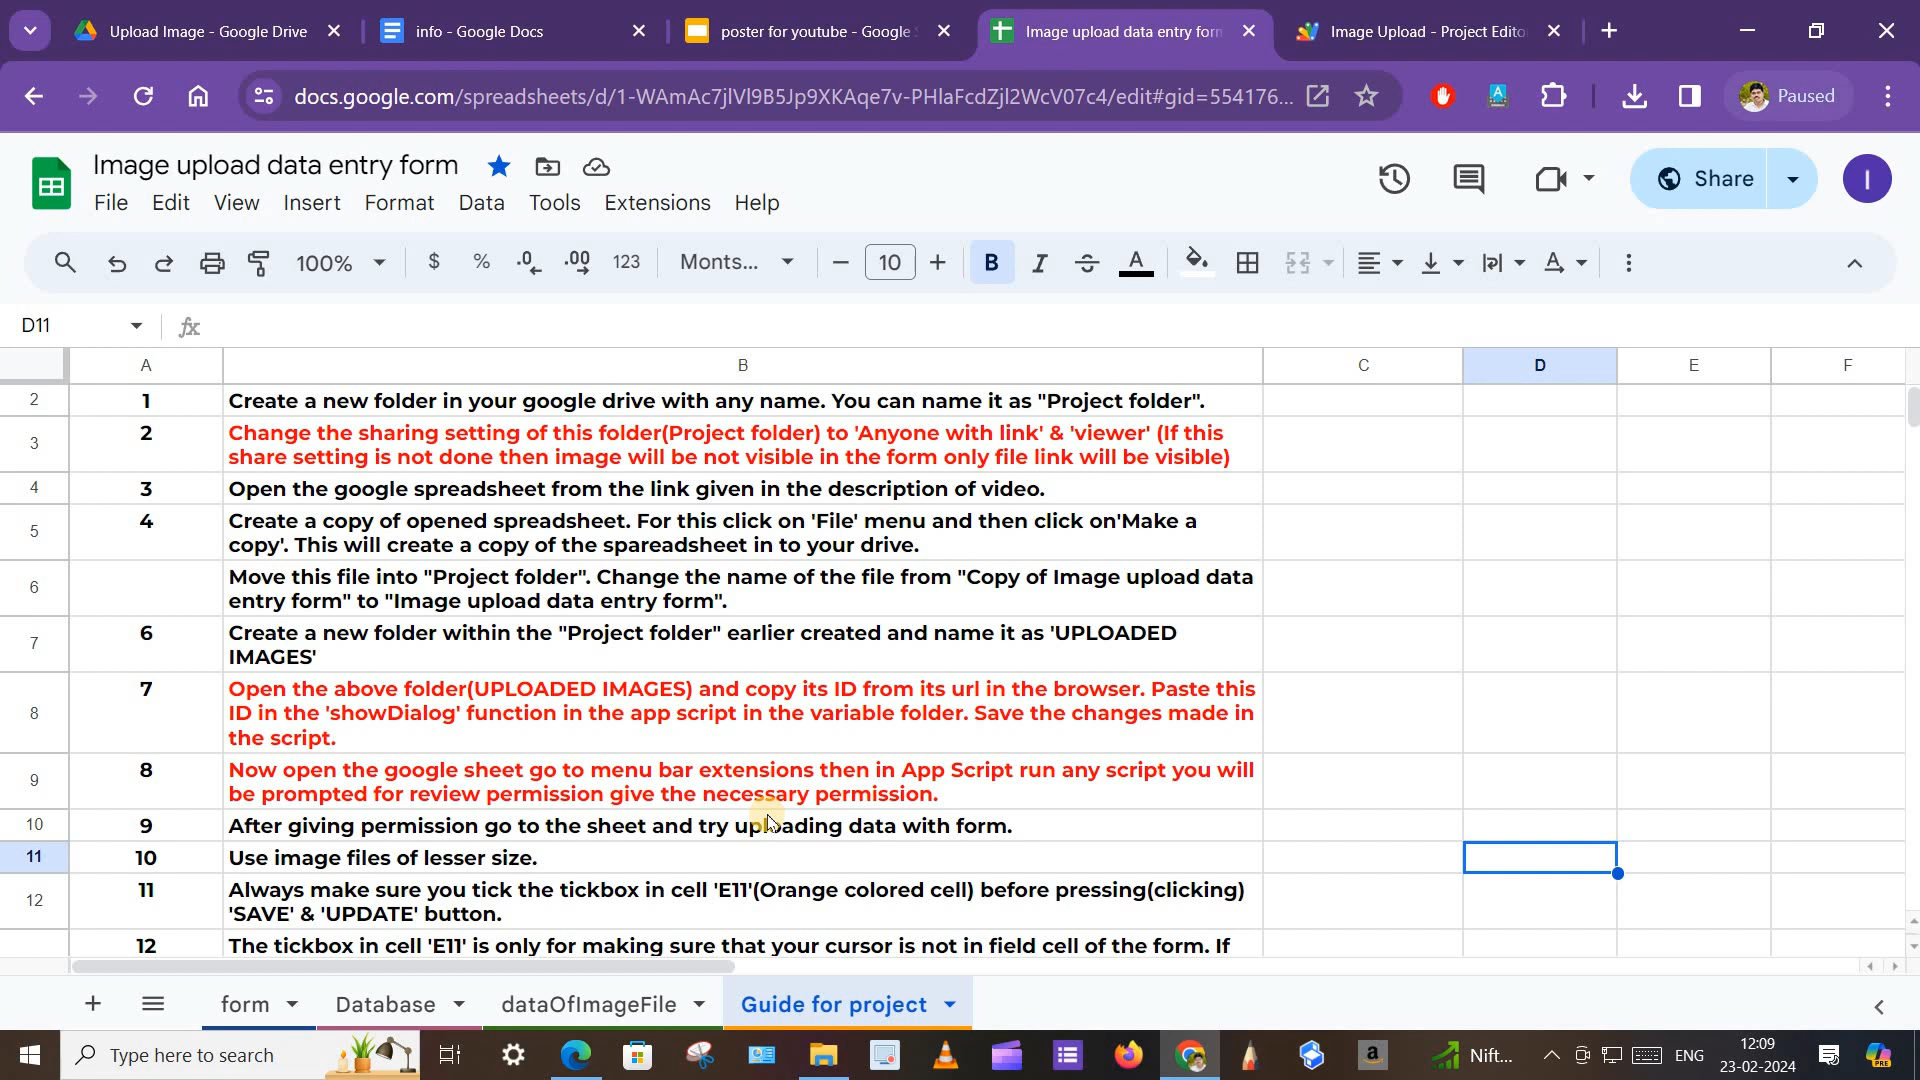 Upload Image - Google Drive
info - Google Docs
poster for youtube - Google S
Image upload data entry form
Image Upload - Project Edito
docs.google.com/spreadsheets/d/1-WAmAc7jlVl9B5Jp9XKAqe7v-PHlaFcdZjl2WcV07c4/edit#gid=554176...
Paused
Image upload data entry form
File Edit View Insert Format Data Tools Extensions Help
Share
I
100% $ % .0 .00 123 Monts... 10 B I A A
D11
fx
A B C D E F
2 1 Create a new folder in your google drive with any name. You can name it as "Project folder".
3 2 Change the sharing setting of this folder(Project folder) to 'Anyone with link' & 'viewer' (If this
share setting is not done then image will be not visible in the form only file link will be visible)
4 3 Open the google spreadsheet from the link given in the description of video.
5 4 Create a copy of opened spreadsheet. For this click on 'File' menu and then click on'Make a
copy'. This will create a copy of the spareadsheet in to your drive.
6 Move this file into "Project folder". Change the name of the file from "Copy of Image upload data
entry form" to "Image upload data entry form".
7 6 Create a new folder within the "Project folder" earlier created and name it as 'UPLOADED
IMAGES'
8 7 Open the above folder(UPLOADED IMAGES) and copy its ID from its url in the browser. Paste this
ID in the 'showDialog' function in the app script in the variable folder. Save the changes made in
the script.
9 8 Now open the google sheet go to menu bar extensions then in App Script run any script you will
be prompted for review permission give the necessary permission.
10 9 After giving permission go to the sheet and try uploading data with form.
11 10 Use image files of lesser size.
12 11 Always make sure you tick the tickbox in cell 'E11'(Orange colored cell) before pressing(clicking)
'SAVE' & 'UPDATE' button.
12 The tickbox in cell 'E11' is only for making sure that your cursor is not in field cell of the form. If
form Database dataOfImageFile Guide for project
Type here to search
Nift...
ENG
12:09
23-02-2024
PRE